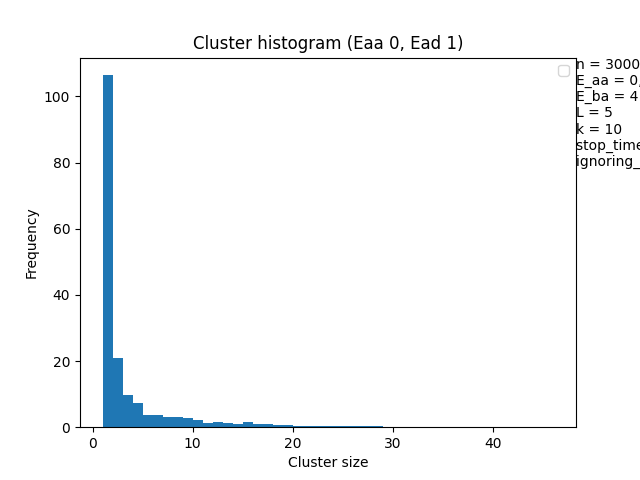 Cluster histogram (Eaa 0, Ead 1)
n = 3000
E_aa = 0,
E_ba = 4
L = 5
k = 10
stop_time
ignoring_
100
80
60
40
20
0
Frequency
0 10 20 30 40
Cluster size